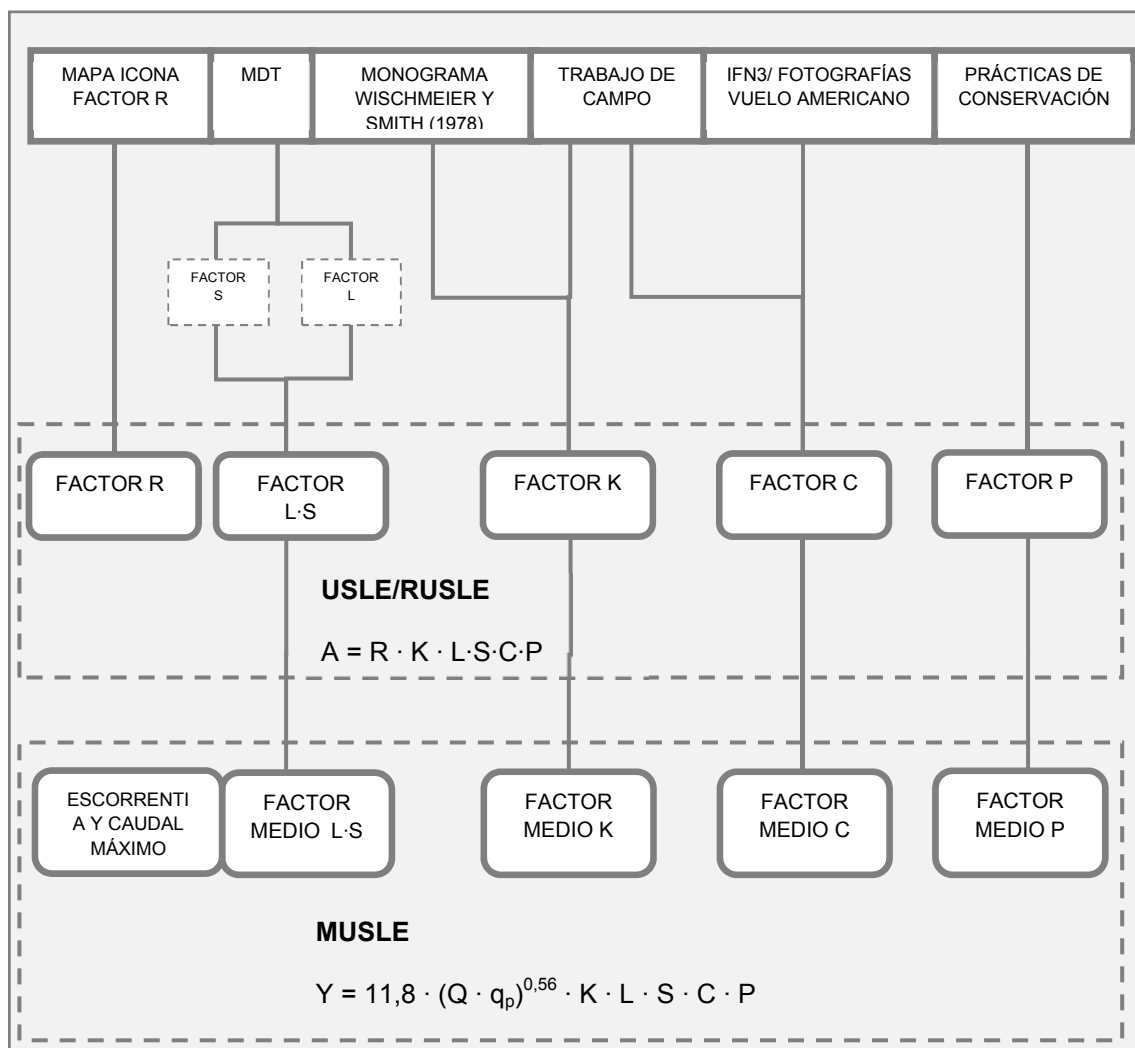 MAPA ICONA
FACTOR R
MDT
MONOGRAMA
WISCHMEIER Y
SMITH (1978)
TRABAJO DE
CAMPO
IFN3/ FOTOGRAFÍAS
VUELO AMERICANO
PRÁCTICAS DE
CONSERVACIÓN
FACTOR
S
FACTOR
L
FACTOR R
FACTOR
L·S
FACTOR K
FACTOR C
FACTOR P
USLE/RUSLE
A = R · K · L·S·C·P
ESCORRENTI
A Y CAUDAL
MÁXIMO
FACTOR
MEDIO L·S
FACTOR
MEDIO K
FACTOR
MEDIO C
FACTOR
MEDIO P
MUSLE
Y = 11,8 · (Q · qp)0,56 · K · L · S · C · P